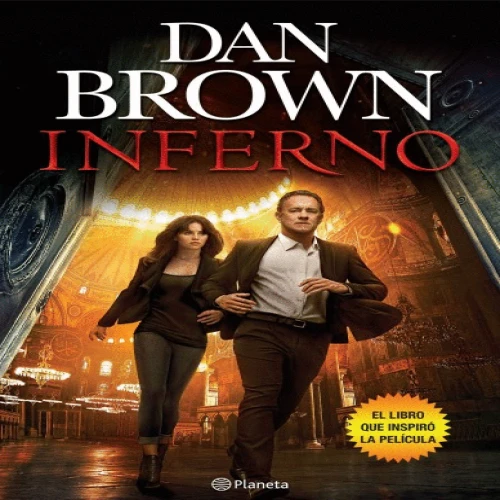 DAN
BROWN
INFERNO
EL LIBRO
QUE INSPIRÓ
LA PELÍCULA
Planeta